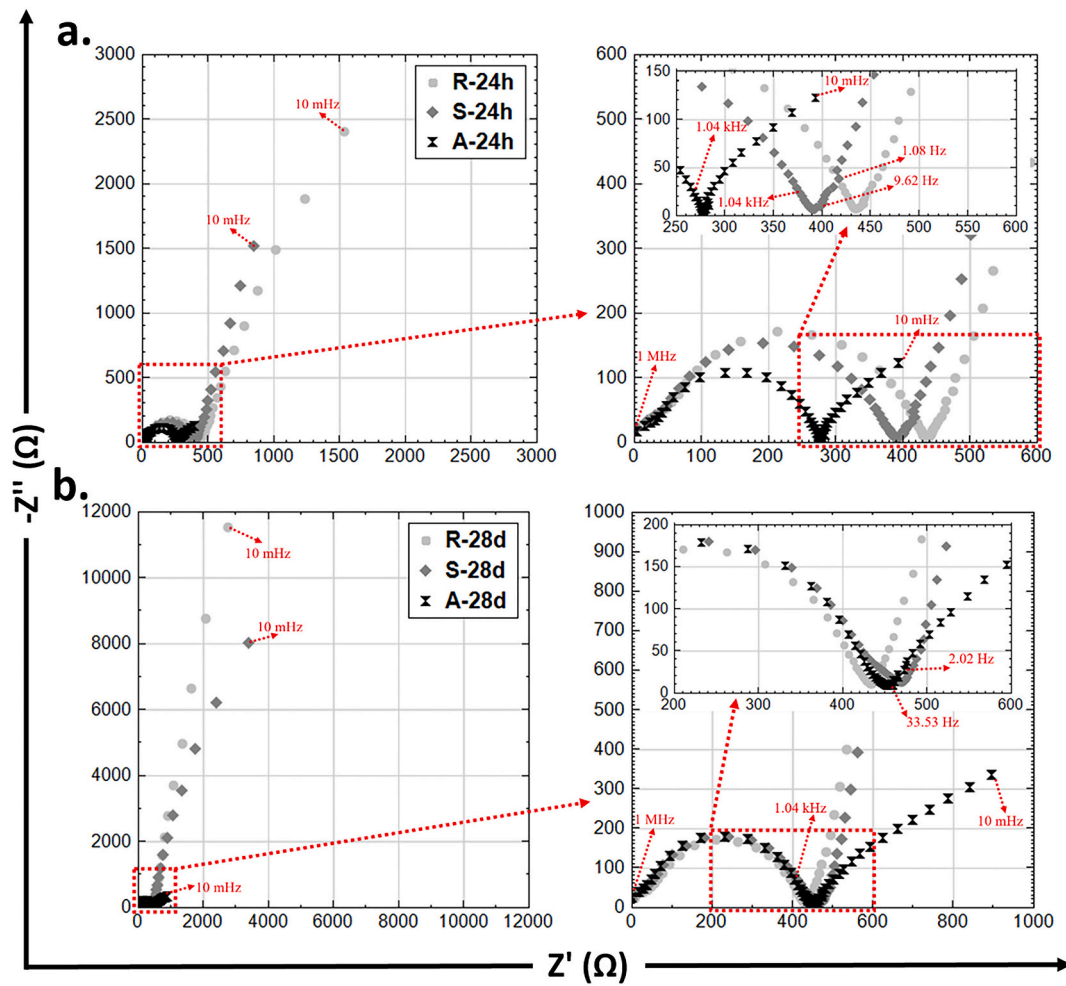 a.
3000
2500
2000
1500
1000
500
0
0 500 1000 1500 2000 2500 3000
R-24h
S-24h
A-24h
10 mHz
10 mHz
600
500
400
300
200
100
0
0 100 200 300 400 500 600
1 MHz
10 mHz
150
100
50
0
250 300 350 400 450 500 550 600
10 mHz
1.04 kHz
1.08 Hz
9.62 Hz
1.04 kHz
-Z'' (Ω)
b.
12000
10000
8000
6000
4000
2000
0
0 2000 4000 6000 8000 10000 12000
R-28d
S-28d
A-28d
10 mHz
10 mHz
10 mHz
1000
900
800
700
600
500
400
300
200
100
0
0 200 400 600 800 1000
1 MHz
1.04 kHz
10 mHz
200
150
100
50
0
200 300 400 500 600
2.02 Hz
33.53 Hz
Z' (Ω)